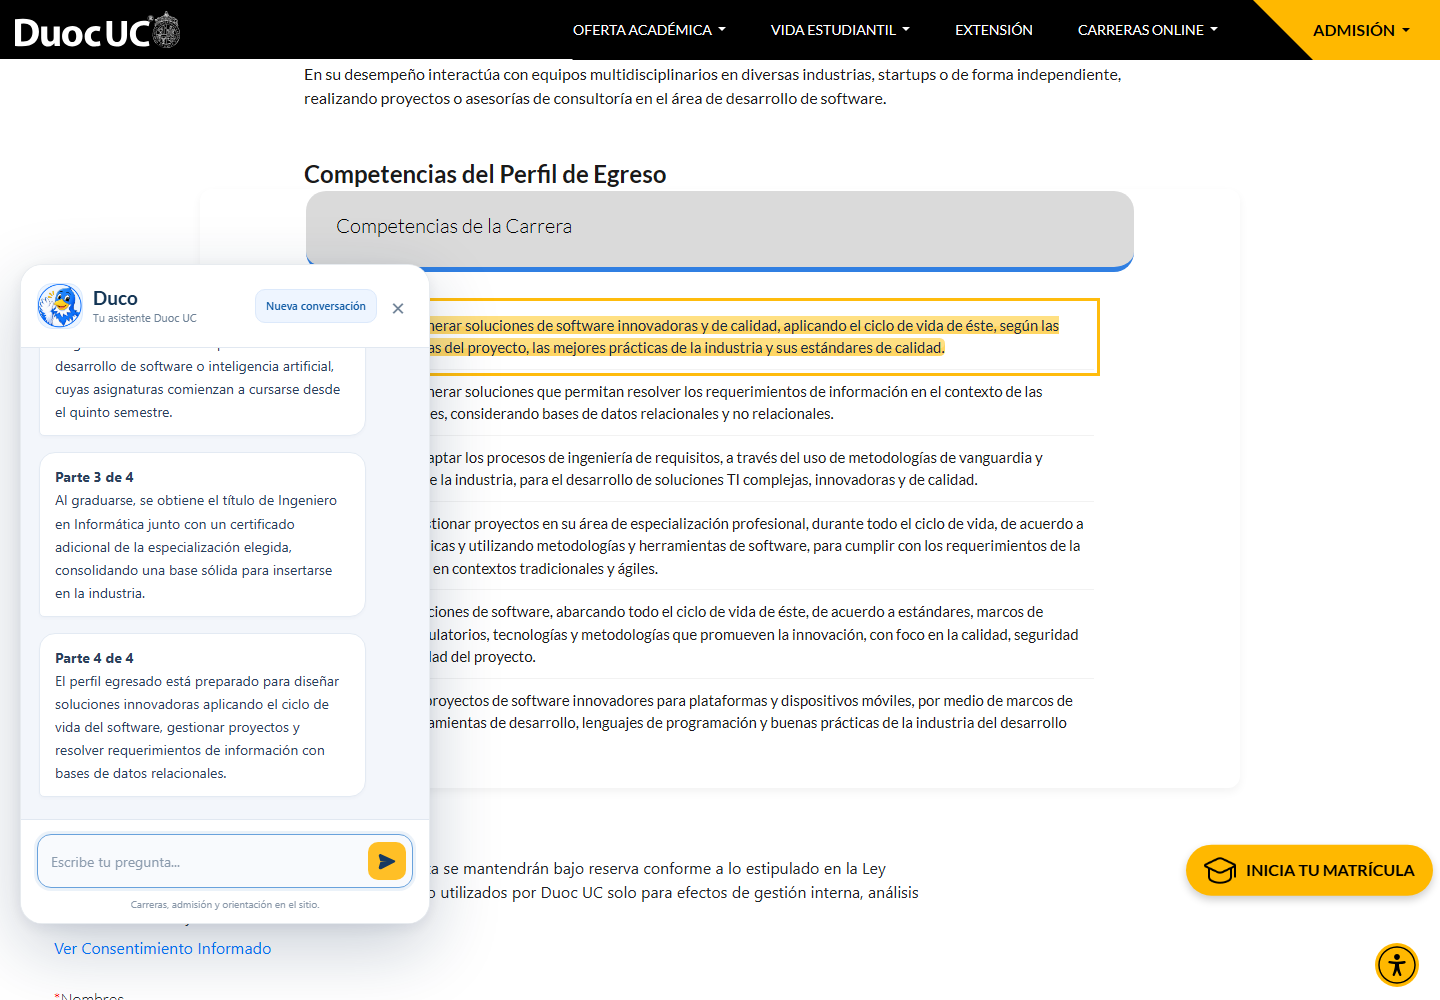 Duoc UC
OFERTA ACADÉMICA
VIDA ESTUDIANTIL
EXTENSIÓN
CARRERAS ONLINE
ADMISIÓN
En su desempeño interactúa con equipos multidisciplinarios en diversas industrias, startups o de forma independiente,
realizando proyectos o asesorías de consultoría en el área de desarrollo de software.
Competencias del Perfil de Egreso
Competencias de la Carrera
nerar soluciones de software innovadoras y de calidad, aplicando el ciclo de vida de éste, según las
as del proyecto, las mejores prácticas de la industria y sus estándares de calidad.
nerar soluciones que permitan resolver los requerimientos de información en el contexto de las
es, considerando bases de datos relacionales y no relacionales.
aptar los procesos de ingeniería de requisitos, a través del uso de metodologías de vanguardia y
e la industria, para el desarrollo de soluciones TI complejas, innovadoras y de calidad.
stionar proyectos en su área de especialización profesional, durante todo el ciclo de vida, de acuerdo a
icas y utilizando metodologías y herramientas de software, para cumplir con los requerimientos de la
en contextos tradicionales y ágiles.
ciones de software, abarcando todo el ciclo de vida de éste, de acuerdo a estándares, marcos de
ulatorios, tecnologías y metodologías que promueven la innovación, con foco en la calidad, seguridad
dad del proyecto.
proyectos de software innovadores para plataformas y dispositivos móviles, por medio de marcos de
amientas de desarrollo, lenguajes de programación y buenas prácticas de la industria del desarrollo
Duco
Tu asistente Duoc UC
Nueva conversación
desarrollo de software o inteligencia artificial,
cuyas asignaturas comienzan a cursarse desde
el quinto semestre.
Parte 3 de 4
Al graduarse, se obtiene el título de Ingeniero
en Informática junto con un certificado
adicional de la especialización elegida,
consolidando una base sólida para insertarse
en la industria.
Parte 4 de 4
El perfil egresado está preparado para diseñar
soluciones innovadoras aplicando el ciclo de
vida del software, gestionar proyectos y
resolver requerimientos de información con
bases de datos relacionales.
Escribe tu pregunta...
Carreras, admisión y orientación en el sitio.
a se mantendrán bajo reserva conforme a lo estipulado en la Ley
o utilizados por Duoc UC solo para efectos de gestión interna, análisis
Ver Consentimiento Informado
*Nombres
INICIA TU MATRÍCULA